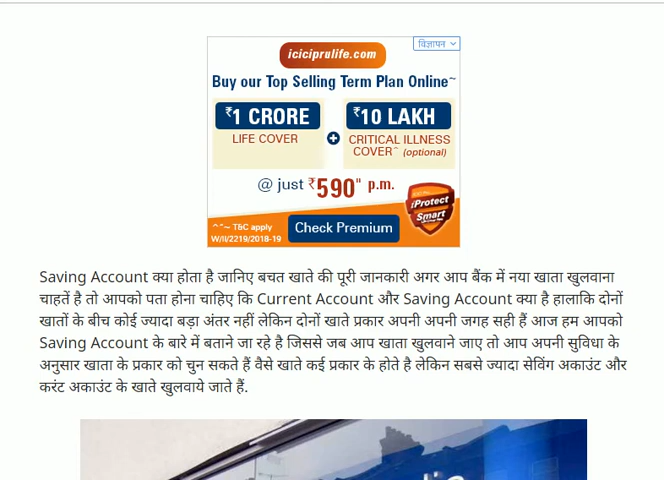 विज्ञापन
iciciprulife.com
Buy our Top Selling Term Plan Online~
₹1 CRORE
LIFE COVER
₹10 LAKH
CRITICAL ILLNESS
COVER^ (optional)
@ just ₹590" p.m.
iProtect
Smart
^"~ T&C apply
W/II/2219/2018-19
Check Premium
Saving Account क्या होता है जानिए बचत खाते की पूरी जानकारी अगर आप बैंक में नया खाता खुलवाना
चाहतें है तो आपको पता होना चाहिए कि Current Account और Saving Account क्या है हालाकि दोनों
खातों के बीच कोई ज्यादा बड़ा अंतर नहीं लेकिन दोनों खाते प्रकार अपनी अपनी जगह सही हैं आज हम आपको
Saving Account के बारे में बताने जा रहे है जिससे जब आप खाता खुलवाने जाए तो आप अपनी सुविधा के
अनुसार खाता के प्रकार को चुन सकते हैं वैसे खाते कई प्रकार के होते है लेकिन सबसे ज्यादा सेविंग अकाउंट और
करंट अकाउंट के खाते खुलवाये जाते हैं.